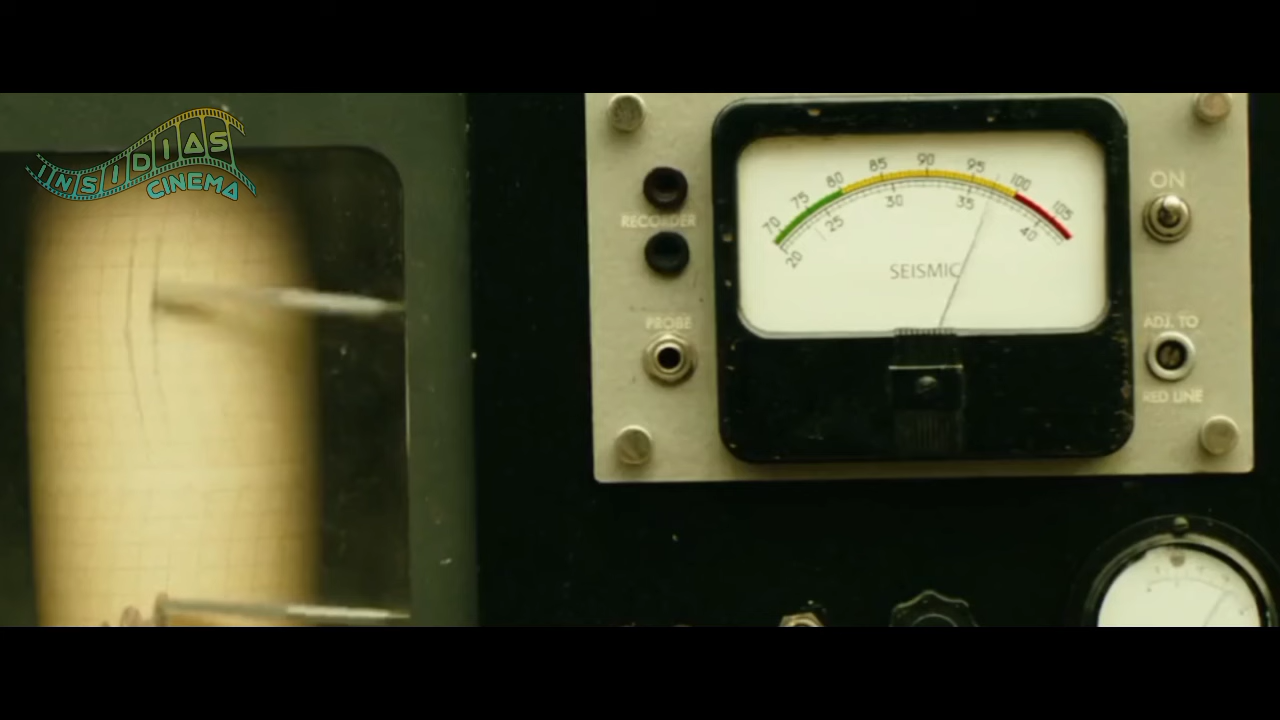 INSIDIAS
CINEMA
RECORDER
PROBE
70 75 80 85 90 95 100 105
20 25 30 35 40
SEISMIC
ON
ADJ. TO
RED LINE